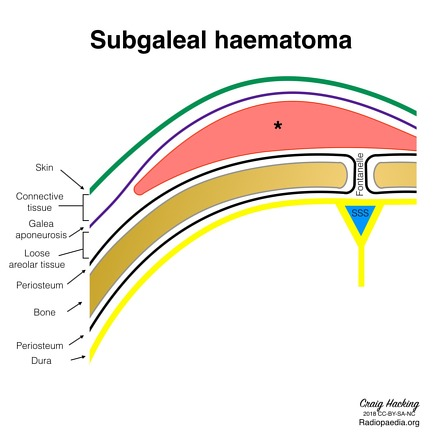 Subgaleal haematoma
*
Skin
Connective
tissue
Galea
aponeurosis
Loose
areolar tissue
Periosteum
Bone
Periosteum
Dura
Fontanelle
SSS
Craig Hacking
2018 CC-BY-SA-NC
Radiopaedia.org